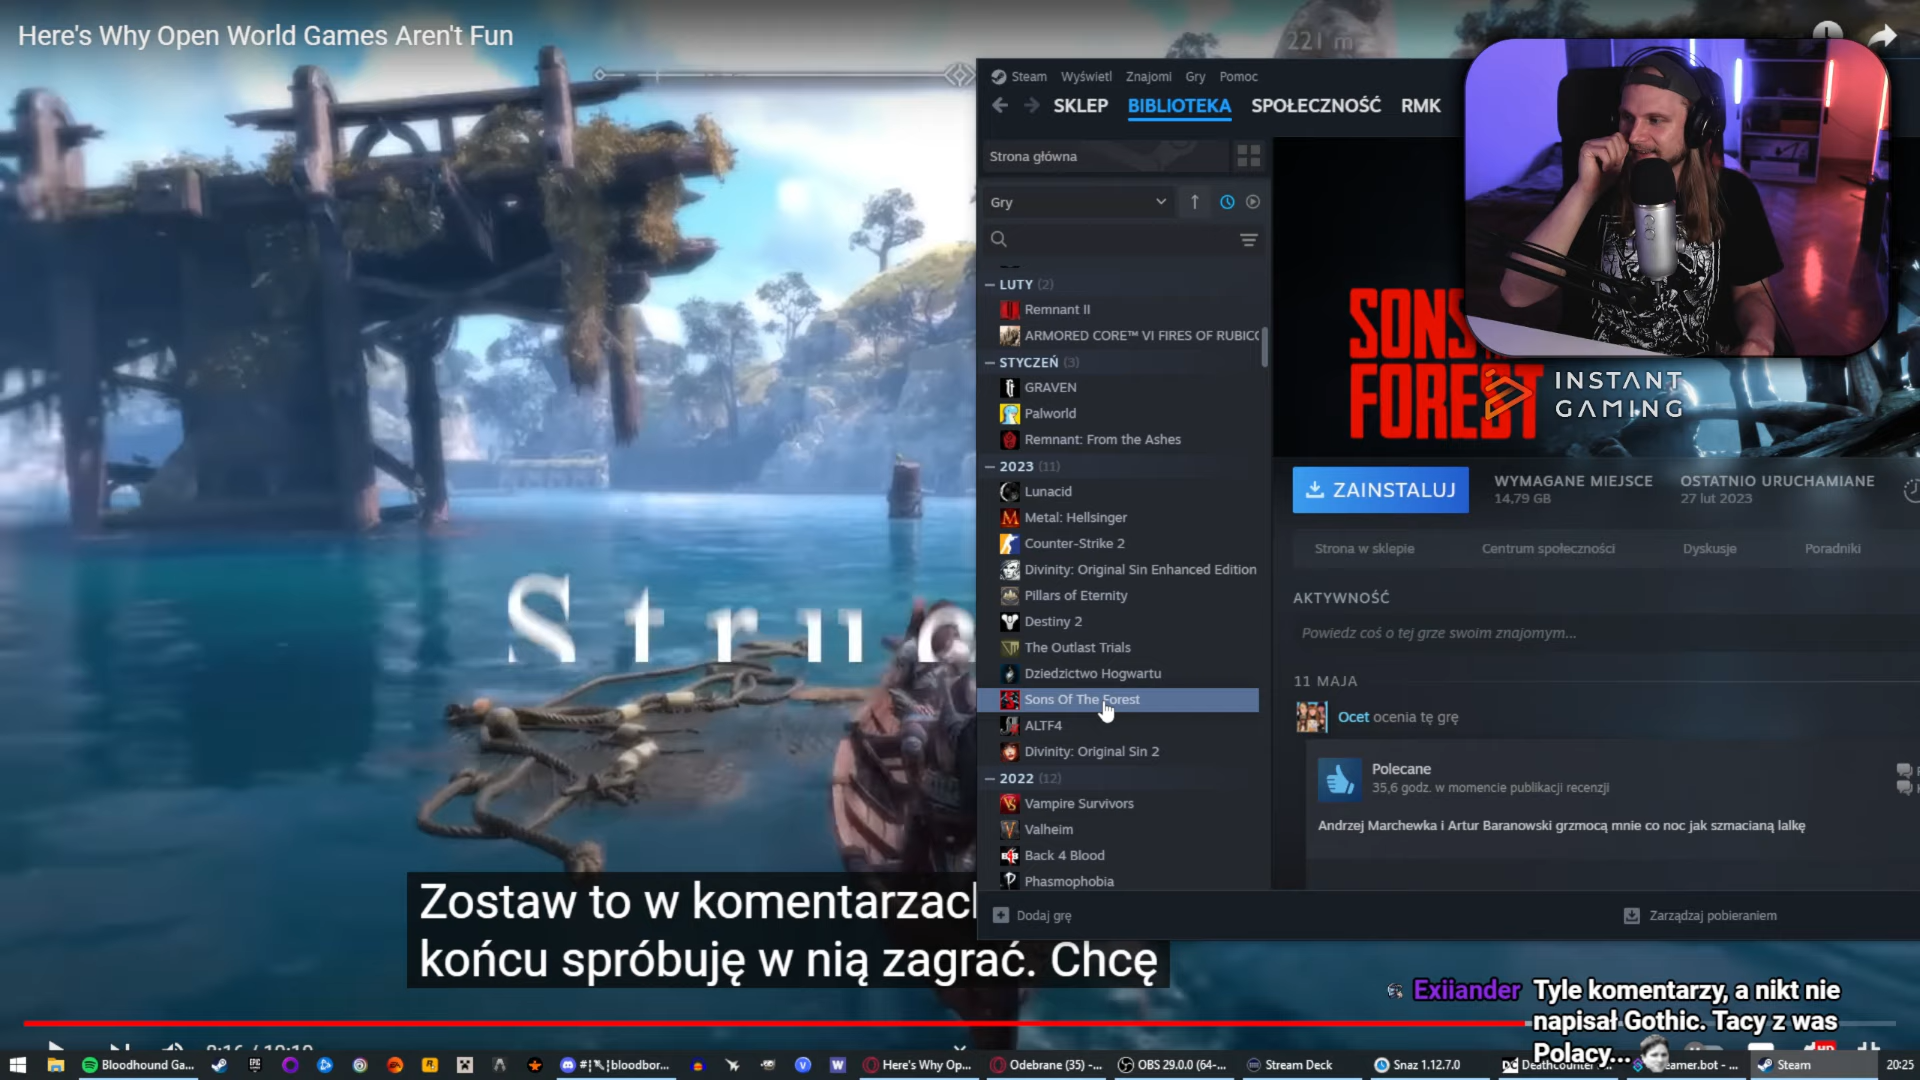 Here's Why Open World Games Aren't Fun
221 m
Steam Wyświetl Znajomi Gry Pomoc
SKLEP BIBLIOTEKA SPOŁECZNOŚĆ RMK
Strona główna
Gry
LUTY (2)
Remnant II
ARMORED CORE™ VI FIRES OF RUBICO
STYCZEŃ (3)
GRAVEN
Palworld
Remnant: From the Ashes
2023 (11)
Lunacid
Metal: Hellsinger
Counter-Strike 2
Divinity: Original Sin Enhanced Edition
Pillars of Eternity
Destiny 2
The Outlast Trials
Dziedzictwo Hogwartu
Sons Of The Forest
ALTF4
Divinity: Original Sin 2
2022 (12)
Vampire Survivors
Valheim
Back 4 Blood
Phasmophobia
Dodaj grę
SONS
FOREST
INSTANT
GAMING
ZAINSTALUJ
WYMAGANE MIEJSCE
14,79 GB
OSTATNIO URUCHAMIANE
27 lut 2023
Strona w sklepie Centrum społeczności Dyskusje Poradniki
AKTYWNOŚĆ
Powiedz coś o tej grze swoim znajomym...
11 MAJA
Ocet ocenia tę grę
Polecane
35,6 godz. w momencie publikacji recenzji
Andrzej Marchewka i Artur Baranowski grzmocą mnie co noc jak szmacianą lalkę
Zarządzaj pobieraniem
Zostaw to w komentarzach
końcu spróbuję w nią zagrać. Chcę
Exiiander Tyle komentarzy, a nikt nie
napisał Gothic. Tacy z was
Polacy...
Bloodhound Ga...
#¦🔪¦bloodbor...
Here's Why Op...
Odebrane (35) -...
OBS 29.0.0 (64-...
Stream Deck
Snaz 1.12.7.0
Steam
20:25